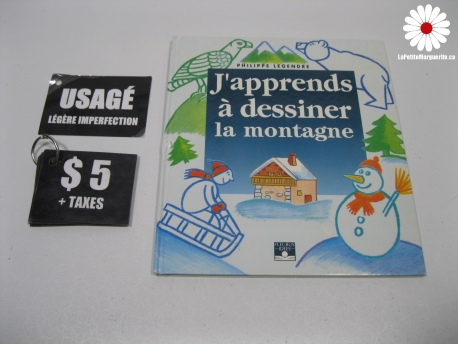 LaPetiteMarguerite.ca
USAGÉ
LÉGÈRE IMPERFECTION
$ 5
+ TAXES
PHILIPPE LEGENDRE
J'apprends
à dessiner
la montagne